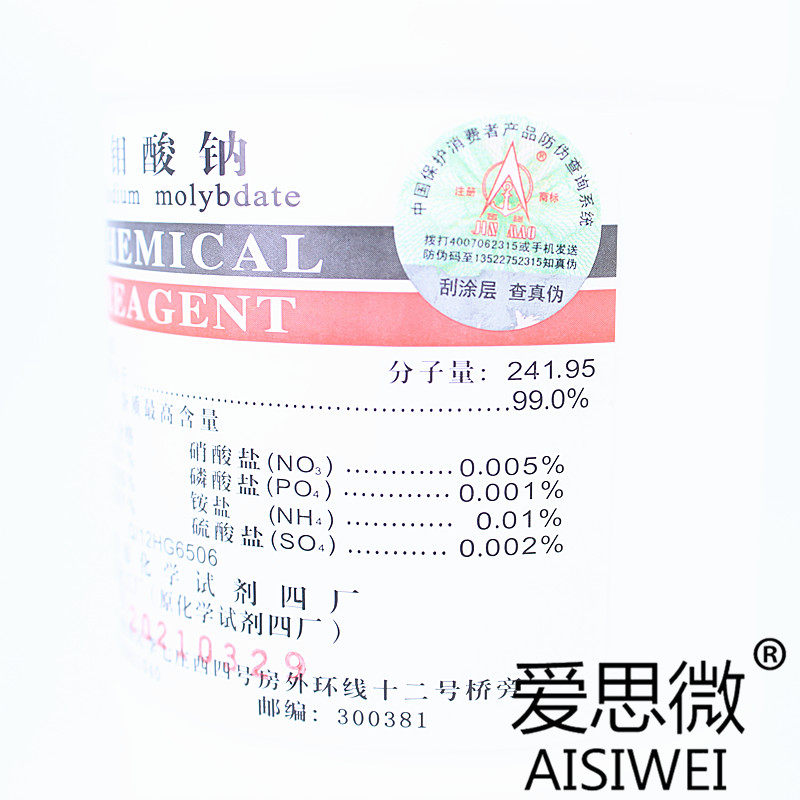 钼酸钠
molybdate
CHEMICAL
REAGENT
中国保护消费者产品防伪查询系统
®
注册 商标
JIN MAO
拨打4007062315或手机发送
防伪码至13522752315知真伪
刮涂层 查真伪
分子量: 241.95
99.0%
质最高含量
硝酸盐(NO₃) ............ 0.005%
磷酸盐(PO₄) ............ 0.001%
铵盐 (NH₄) ............ 0.01%
硫酸盐(SO₄) ............ 0.002%
12HG6506
化学试剂四厂
(原化学试剂四厂)
20210329
西四号房外环线十二号桥旁
邮编: 300381
爱思微®
AISIWEI